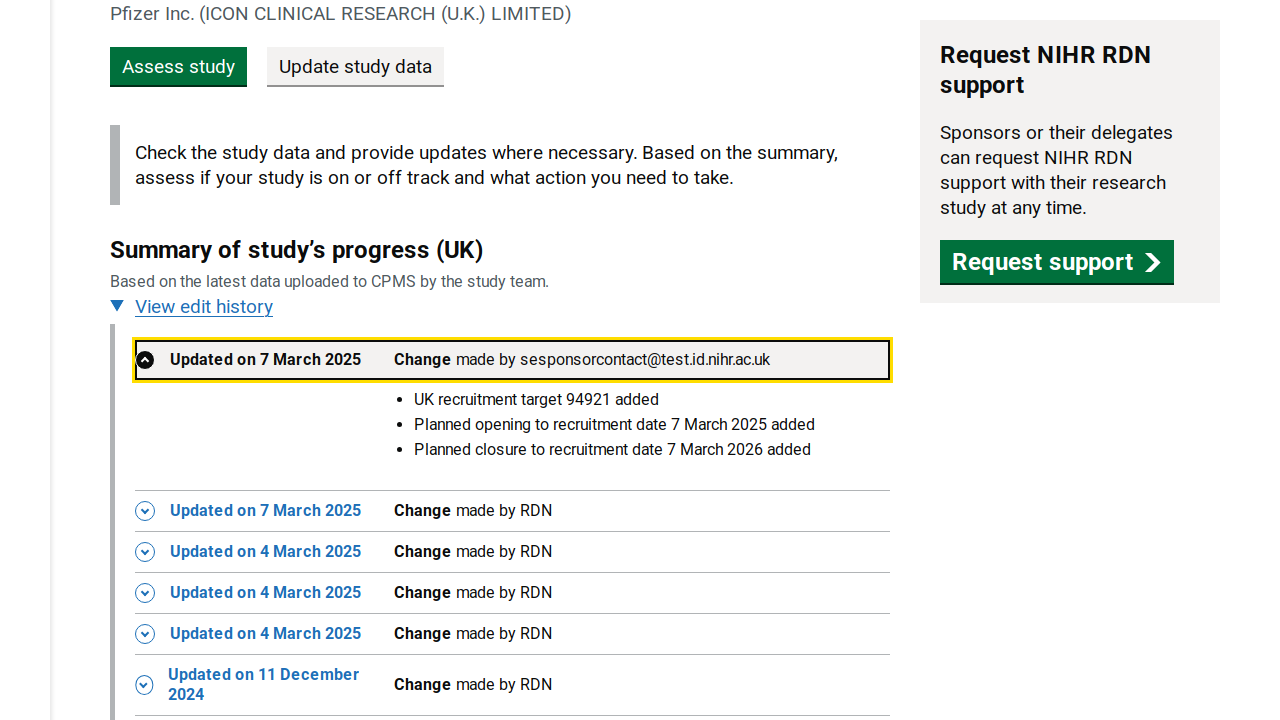 Pfizer Inc. (ICON CLINICAL RESEARCH (U.K.) LIMITED)
Assess study
Update study data
Check the study data and provide updates where necessary. Based on the summary,
assess if your study is on or off track and what action you need to take.
Summary of study’s progress (UK)
Based on the latest data uploaded to CPMS by the study team.
View edit history
Updated on 7 March 2025 Change made by sesponsorcontact@test.id.nihr.ac.uk
• UK recruitment target 94921 added
• Planned opening to recruitment date 7 March 2025 added
• Planned closure to recruitment date 7 March 2026 added
Updated on 7 March 2025 Change made by RDN
Updated on 4 March 2025 Change made by RDN
Updated on 4 March 2025 Change made by RDN
Updated on 4 March 2025 Change made by RDN
Updated on 11 December
2024
Change made by RDN
Request NIHR RDN
support
Sponsors or their delegates
can request NIHR RDN
support with their research
study at any time.
Request support